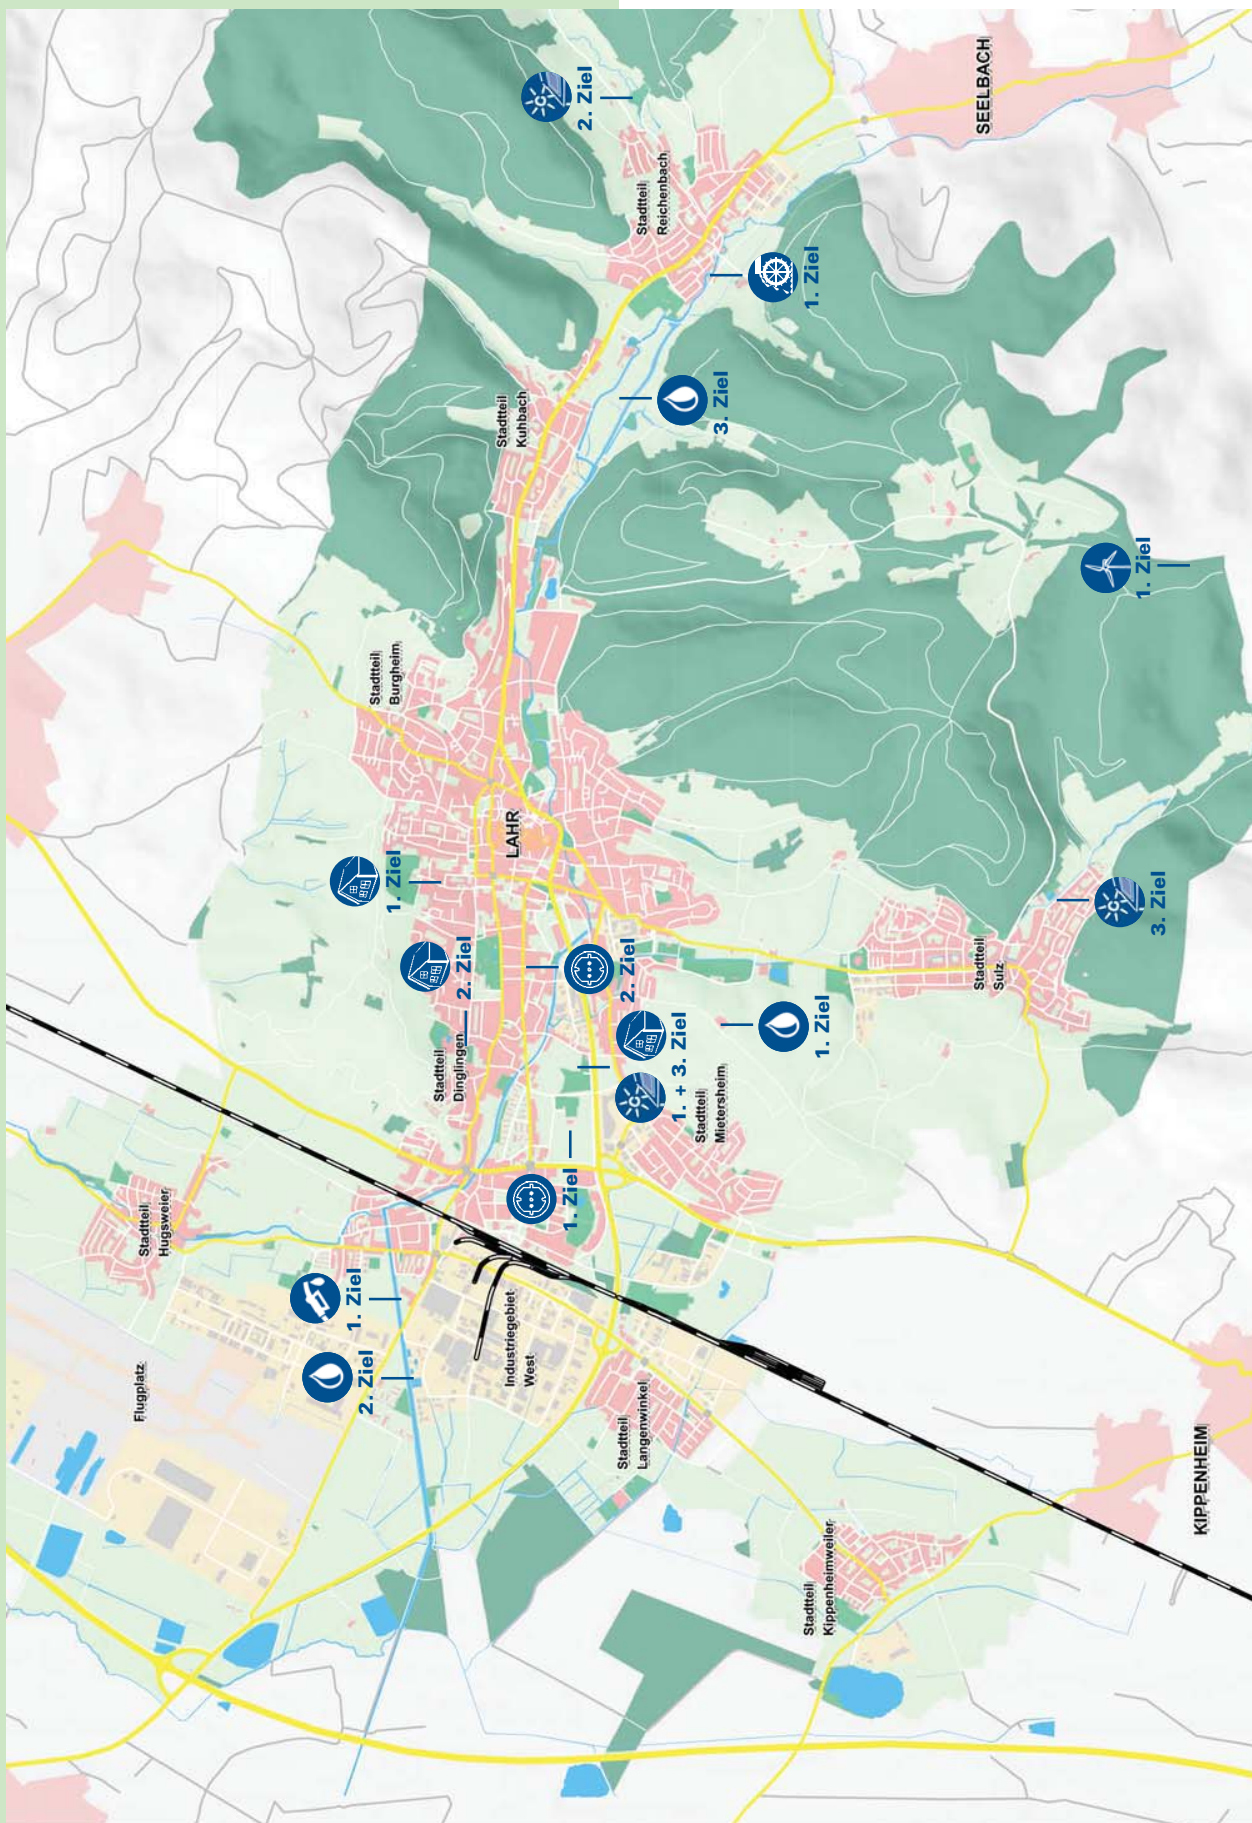 Flugplatz
Stadtteil
Hugsweier
2. Ziel
1. Ziel
Industriegebiet
West
Stadtteil
Langenwinkel
Stadtteil
Kippenheimweiler
KIPPENHEIM
Stadtteil
Dinglingen
1. Ziel
1. Ziel
2. Ziel
2. Ziel
1. + 3. Ziel
Stadtteil
Mietersheim
1. Ziel
LAHR
Stadtteil
Burgheim
Stadtteil
Sulz
3. Ziel
1. Ziel
Stadtteil
Kuhbach
3. Ziel
Stadtteil
Reichenbach
2. Ziel
1. Ziel
SEELBACH